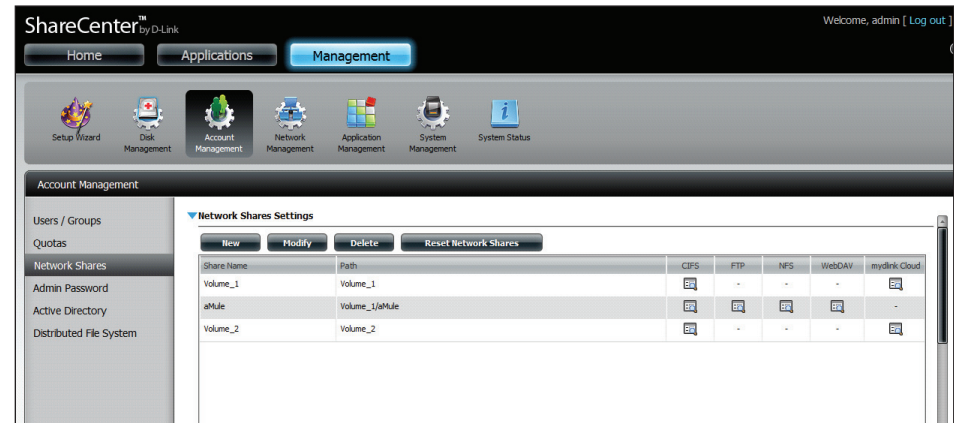 ShareCenter™ by D-Link
Welcome, admin [ Log out ]
Home Applications Management
Setup Wizard Disk Management Account Management Network Management Application Management System Management System Status
Account Management
Users / Groups
Quotas
Network Shares
Admin Password
Active Directory
Distributed File System
Network Shares Settings
New Modify Delete Reset Network Shares
Share Name Path CIFS FTP NFS WebDAV mydlink Cloud
Volume_1 Volume_1 - - -
aMule Volume_1/aMule -
Volume_2 Volume_2 - - -